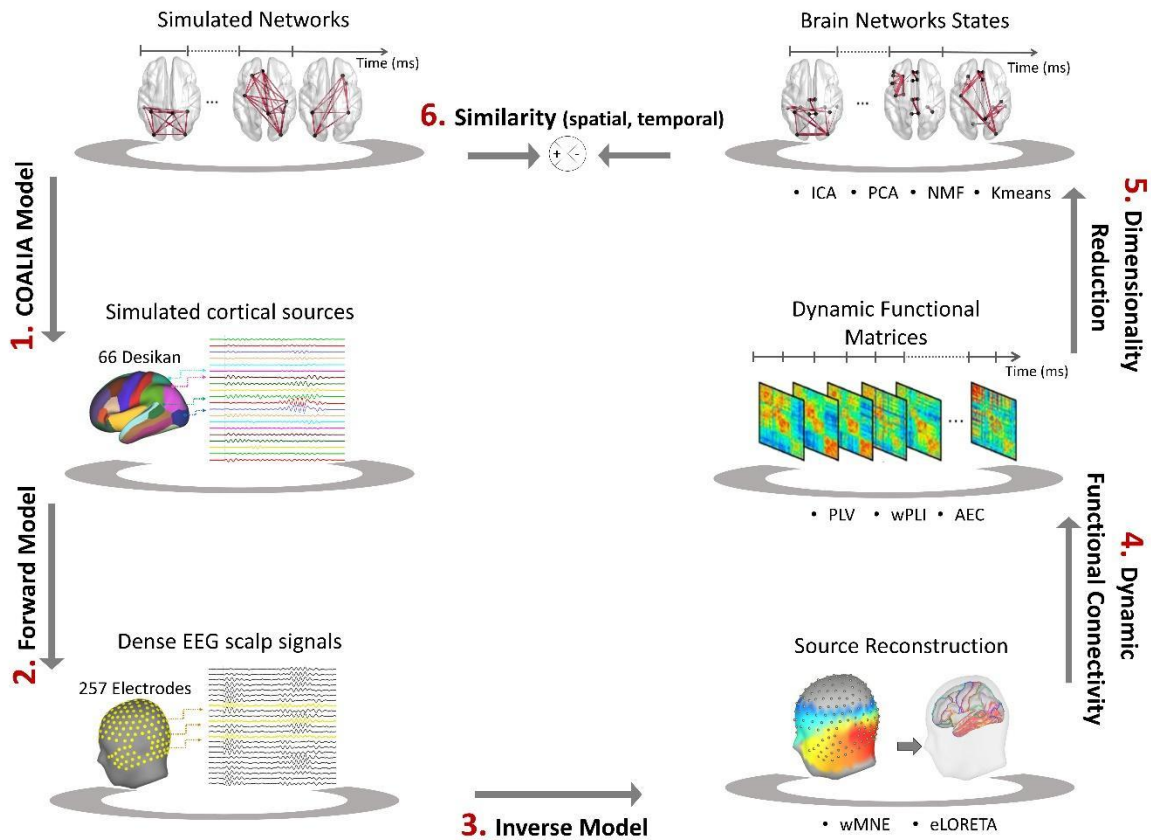 Simulated Networks
Time (ms)
...
6. Similarity (spatial, temporal)
+ -
Brain Networks States
Time (ms)
...
• ICA • PCA • NMF • Kmeans
1. COALIA Model
Simulated cortical sources
66 Desikan
5. Dimensionality
Reduction
Dynamic Functional
Matrices
Time (ms)
...
• PLV • wPLI • AEC
2. Forward Model
Dense EEG scalp signals
257 Electrodes
4. Dynamic
Functional Connectivity
Source Reconstruction
• wMNE • eLORETA
3. Inverse Model